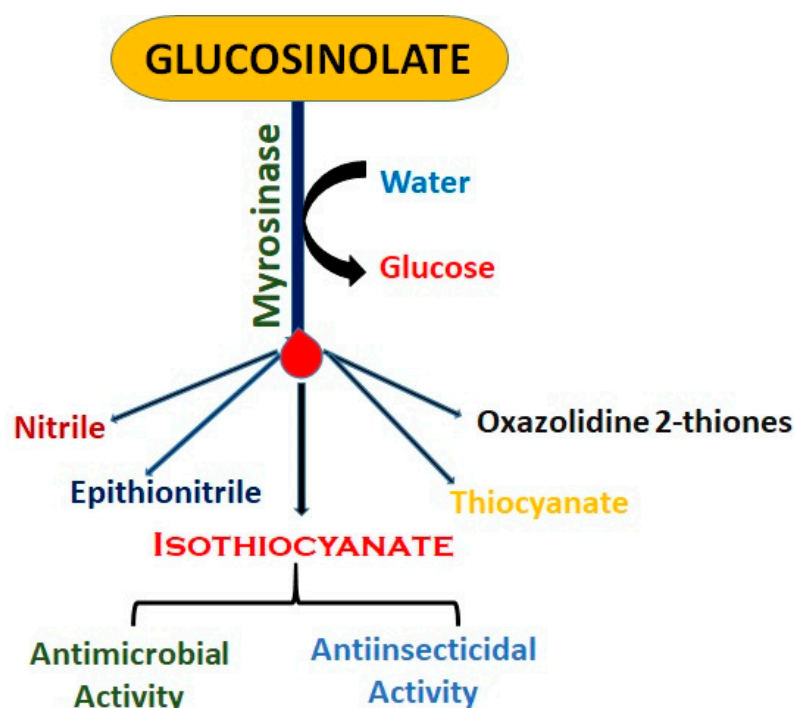 GLUCOSINOLATE
Myrosinase
Water
Glucose
Nitrile
Oxazolidine 2-thiones
Epithionitrile
Thiocyanate
ISOTHIOCYANATE
Antimicrobial
Activity
Antiinsecticidal
Activity